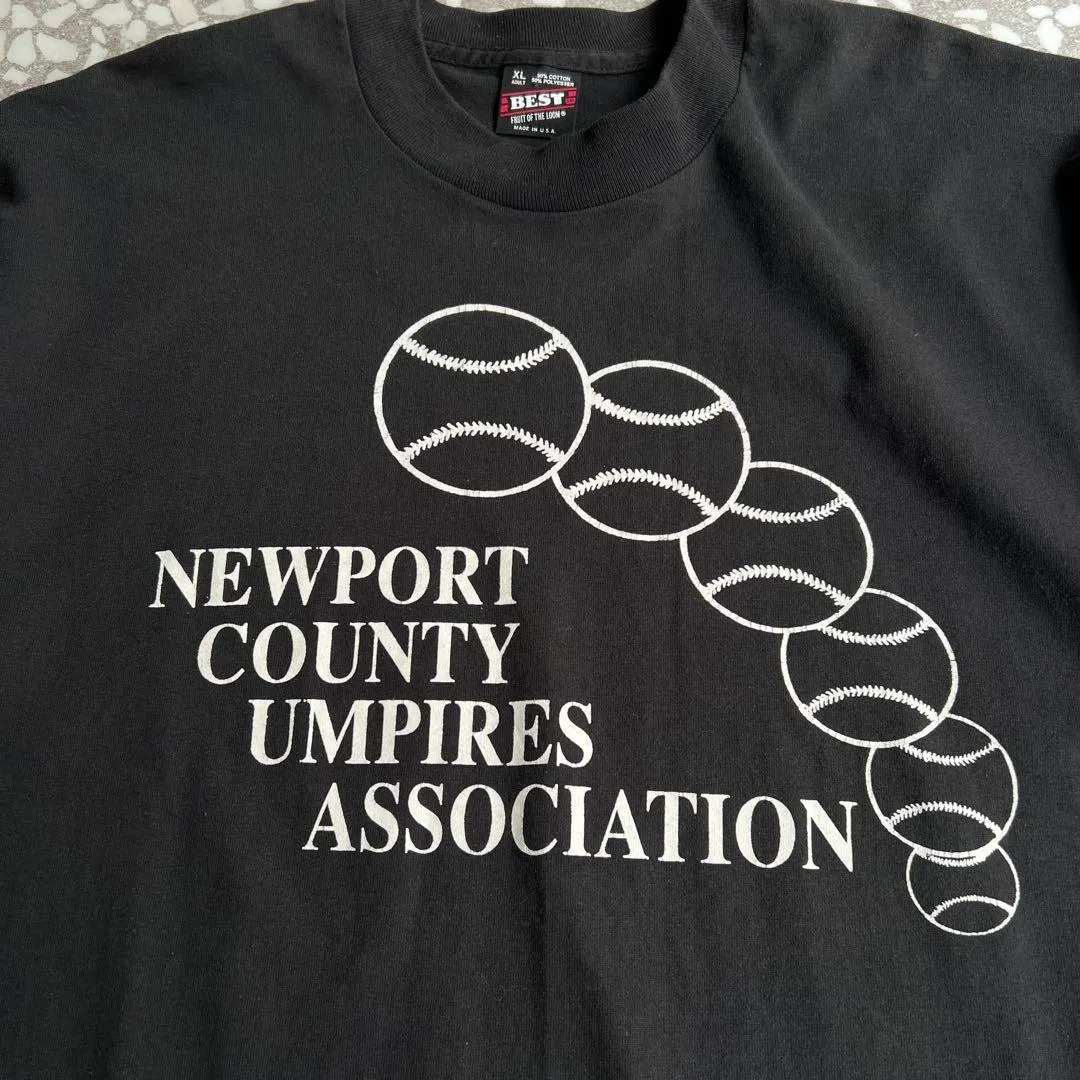 XL
ADULT
50% COTTON
50% POLYESTER
BEST
FRUIT OF THE LOOM®
MADE IN U.S.A.
NEWPORT
COUNTY
UMPIRES
ASSOCIATION